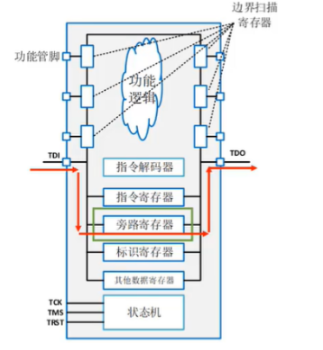 边界扫描
寄存器
功能管脚
功能
逻辑
TDI
TDO
指令解码器
指令寄存器
旁路寄存器
标识寄存器
其他数据寄存器
TCK
TMS
TRST
状态机